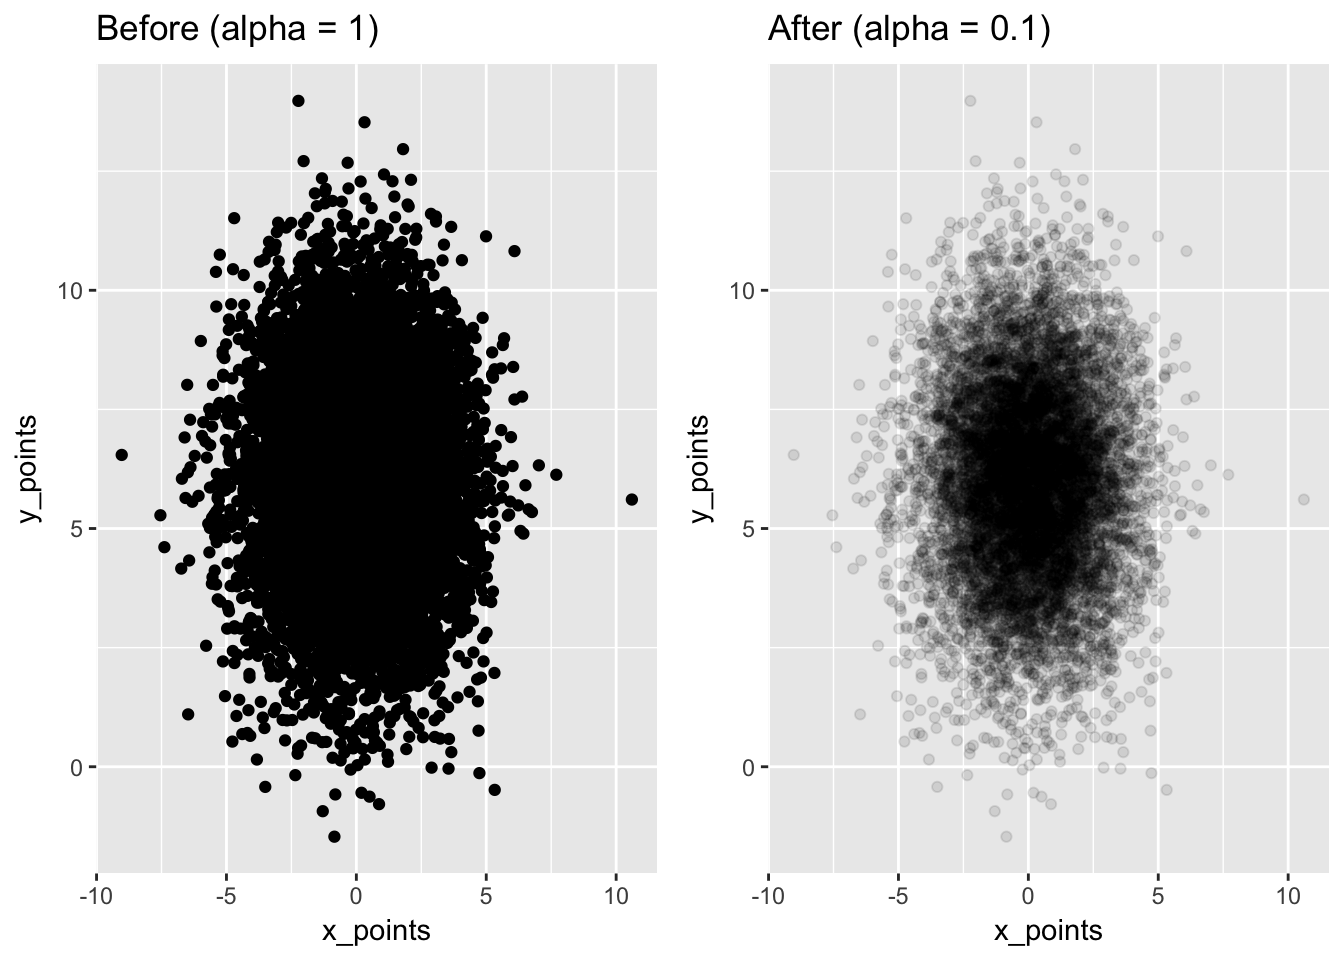 Before (alpha = 1)
y_points
10
5
0
-10 -5 0 5 10
x_points
After (alpha = 0.1)
y_points
10
5
0
-10 -5 0 5 10
x_points